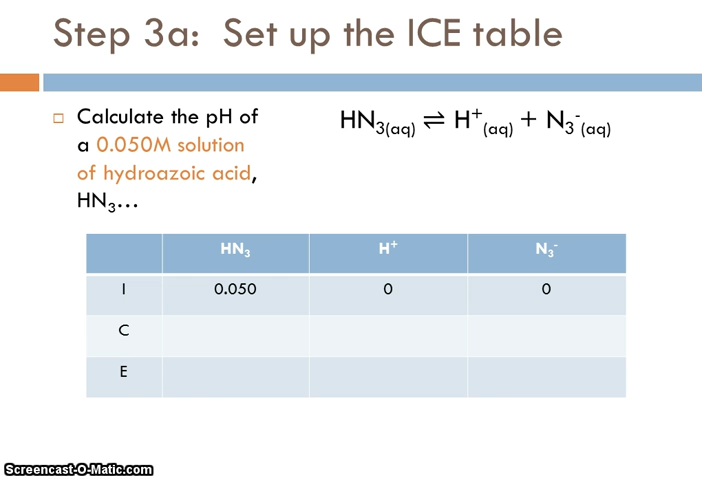 Step 3a: Set up the ICE table
Calculate the pH of
a 0.050M solution
of hydroazoic acid,
HN₃…
HN₃(aq) ⇌ H⁺(aq) + N₃⁻(aq)
HN₃ H⁺ N₃⁻
I 0.050 0 0
C
E
Screencast-O-Matic.com